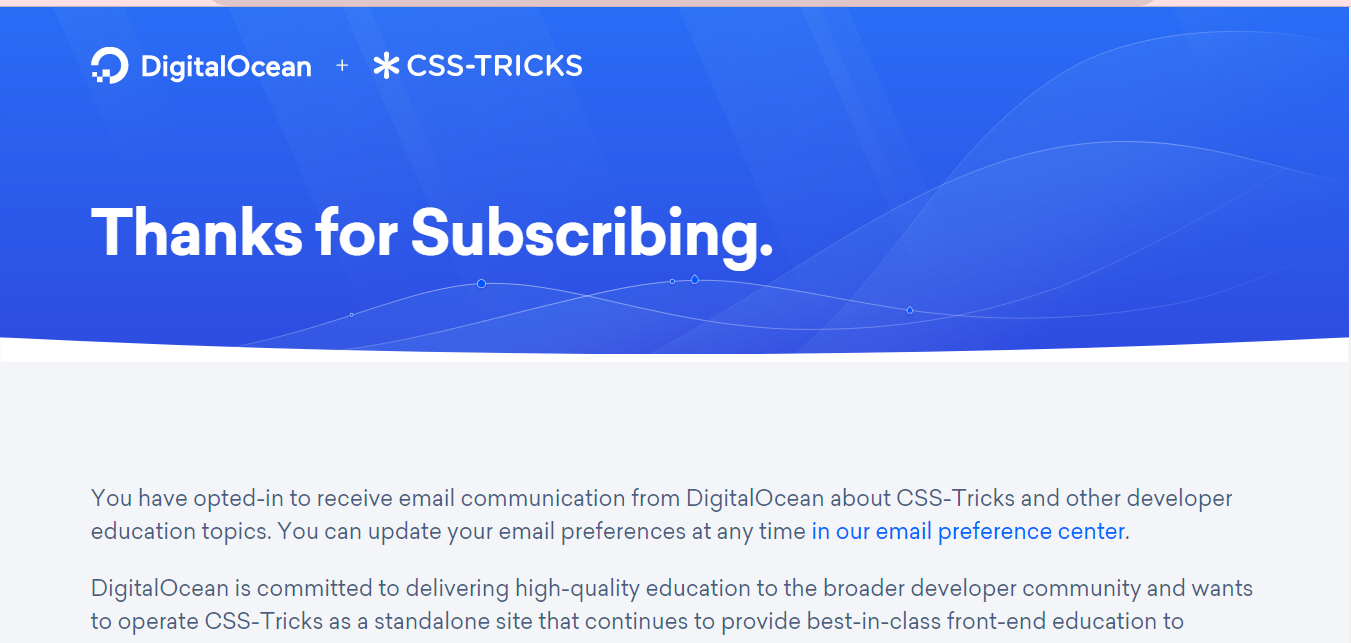 DigitalOcean + CSS-TRICKS
Thanks for Subscribing.
You have opted-in to receive email communication from DigitalOcean about CSS-Tricks and other developer
education topics. You can update your email preferences at any time in our email preference center.
DigitalOcean is committed to delivering high-quality education to the broader developer community and wants
to operate CSS-Tricks as a standalone site that continues to provide best-in-class front-end education to